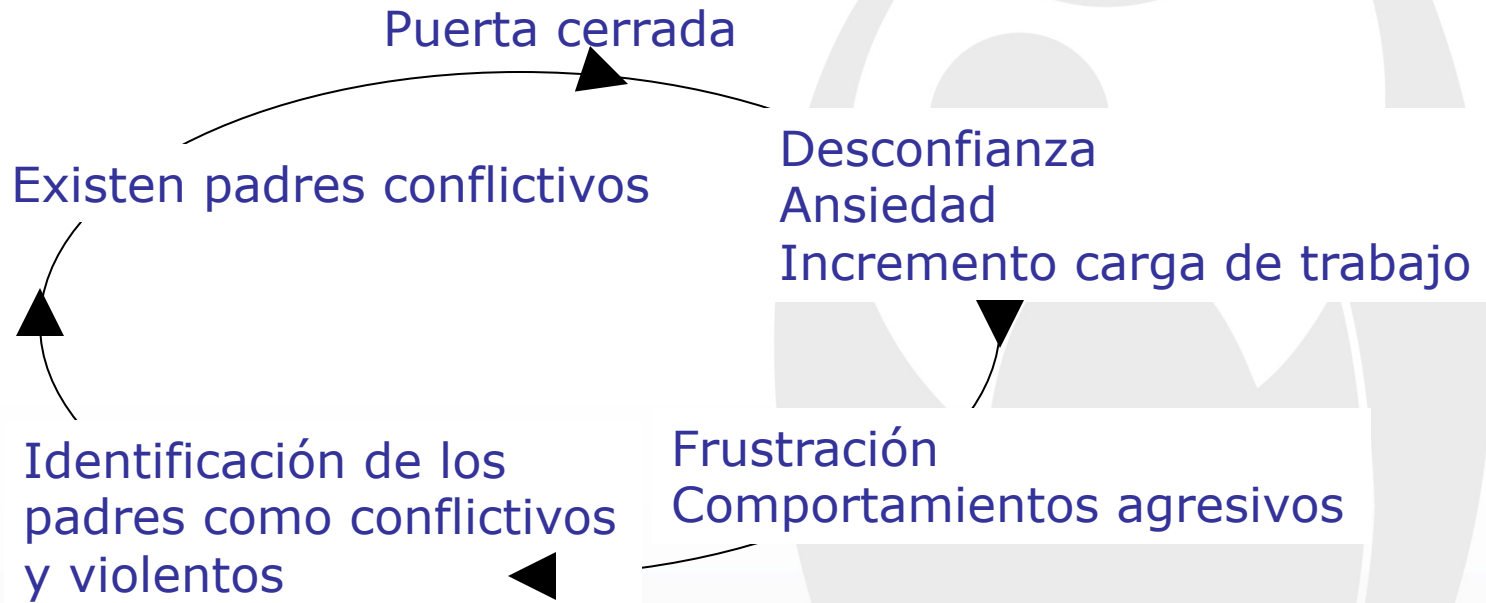 Puerta cerrada
Existen padres conflictivos
Desconfianza
Ansiedad
Incremento carga de trabajo
Frustración
Comportamientos agresivos
Identificación de los
padres como conflictivos
y violentos